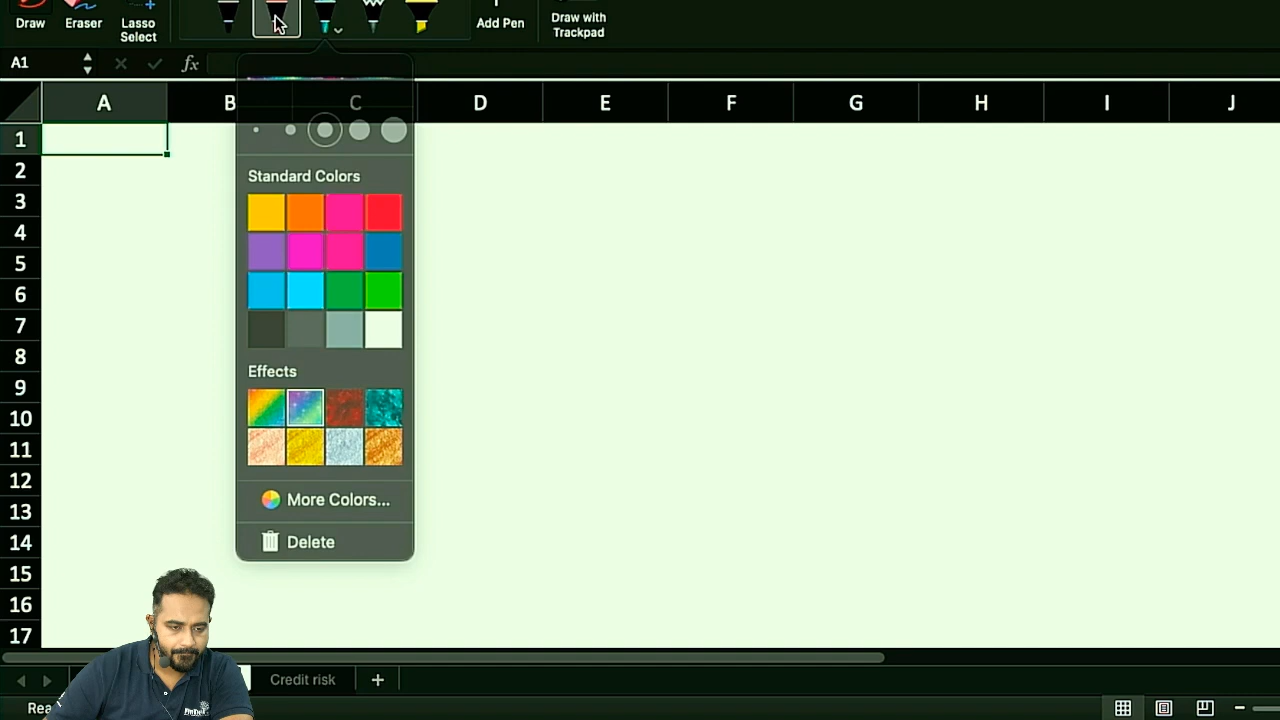 Draw Eraser Lasso Select Add Pen Draw with Trackpad
A1 fx
A B C D E F G H I J
1
2
3
4
5
6
7
8
9
10
11
12
13
14
15
16
17
Standard Colors
Effects
More Colors...
Delete
Credit risk +
Rea